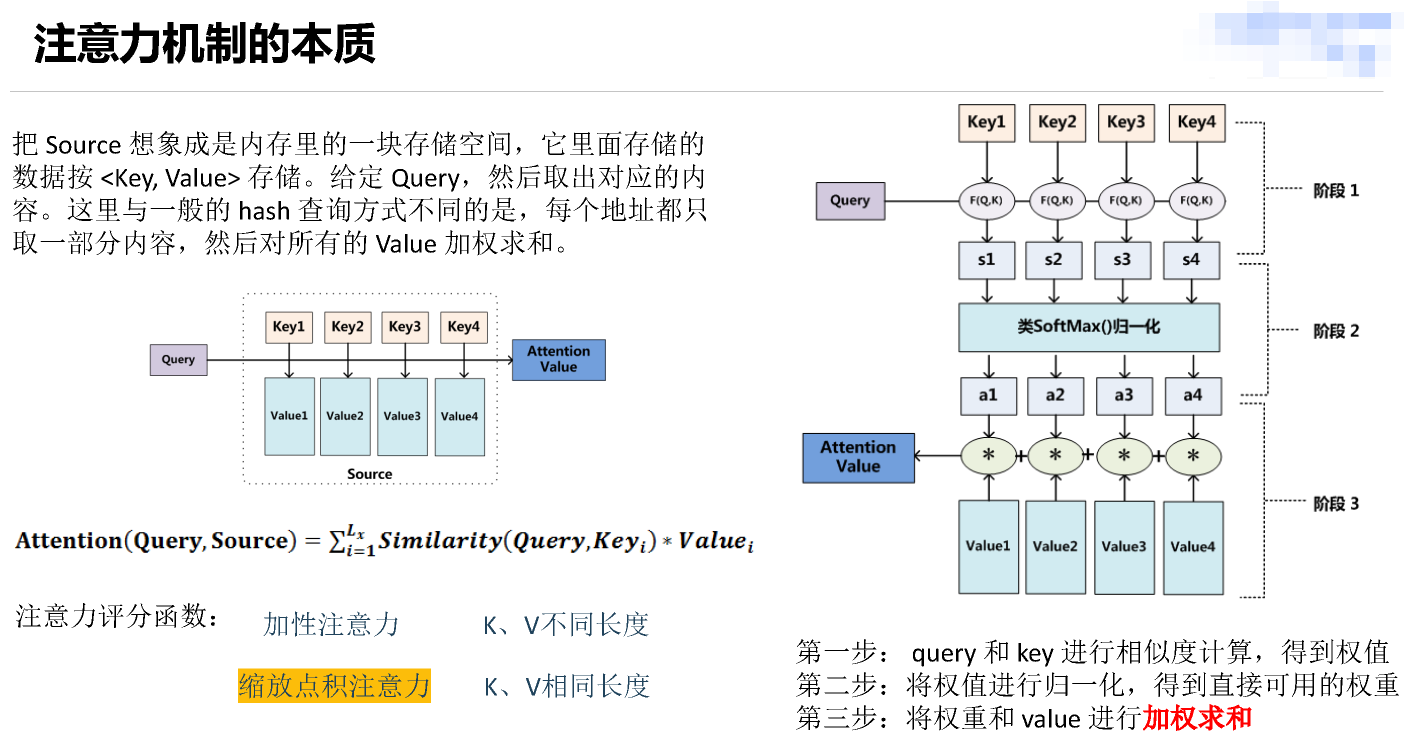 注意力机制的本质
把 Source 想象成是内存里的一块存储空间，它里面存储的
数据按 <Key, Value> 存储。给定 Query，然后取出对应的内
容。这里与一般的 hash 查询方式不同的是，每个地址都只
取一部分内容，然后对所有的 Value 加权求和。
Key1 Key2 Key3 Key4
Query
Attention
Value
Value1 Value2 Value3 Value4
Source
Attention(Query,Source) = ∑_{i=1}^{L_x} Similarity(Query,Key_i) * Value_i
注意力评分函数：
加性注意力 K、V不同长度
缩放点积注意力 K、V相同长度
Key1 Key2 Key3 Key4
阶段 1
Query F(Q,K) F(Q,K) F(Q,K) F(Q,K)
s1 s2 s3 s4
类SoftMax()归一化
阶段 2
a1 a2 a3 a4
Attention
Value
* + * + * + *
阶段 3
Value1 Value2 Value3 Value4
第一步： query 和 key 进行相似度计算，得到权值
第二步：将权值进行归一化，得到直接可用的权重
第三步：将权重和 value 进行加权求和